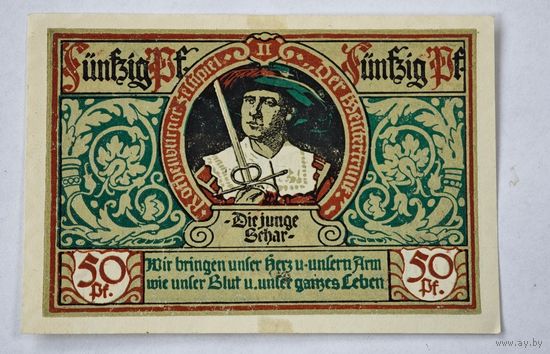 Fünfzig Pf
II
Fünfzig Pf
Rothenburger Festspiel
Der Meistertrunk
- Die junge
Schar -
50
Pf.
Wir bringen unser Herz u. unsern Arm
wie unser Blut u. unser ganzes Leben
50
Pf.
www.ay.by